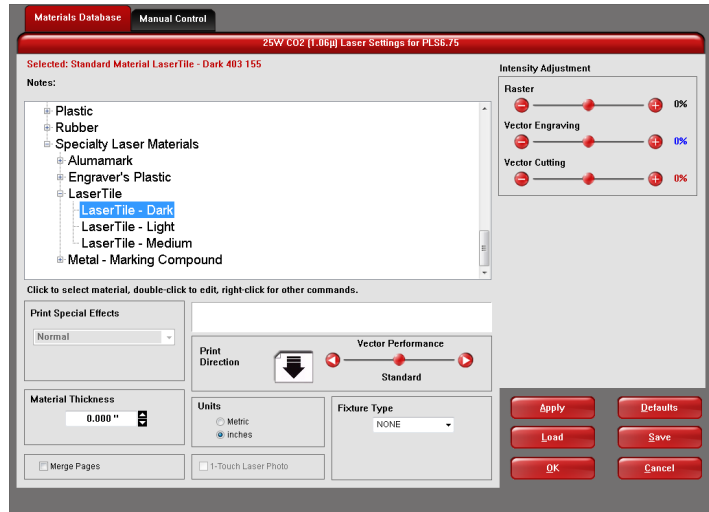 Materials Database
Manual Control
25W CO2 (1.06µ) Laser Settings for PLS6.75
Selected: Standard Material LaserTile - Dark 403 155
Notes:
Plastic
Rubber
Specialty Laser Materials
Alumamark
Engraver's Plastic
LaserTile
LaserTile - Dark
LaserTile - Light
LaserTile - Medium
Metal - Marking Compound
Click to select material, double-click to edit, right-click for other commands.
Intensity Adjustment
Raster
0%
Vector Engraving
0%
Vector Cutting
0%
Print Special Effects
Normal
Print
Direction
Vector Performance
Standard
Material Thickness
0.000 "
Units
Metric
inches
Fixture Type
NONE
Merge Pages
1-Touch Laser Photo
Apply
Defaults
Load
Save
OK
Cancel